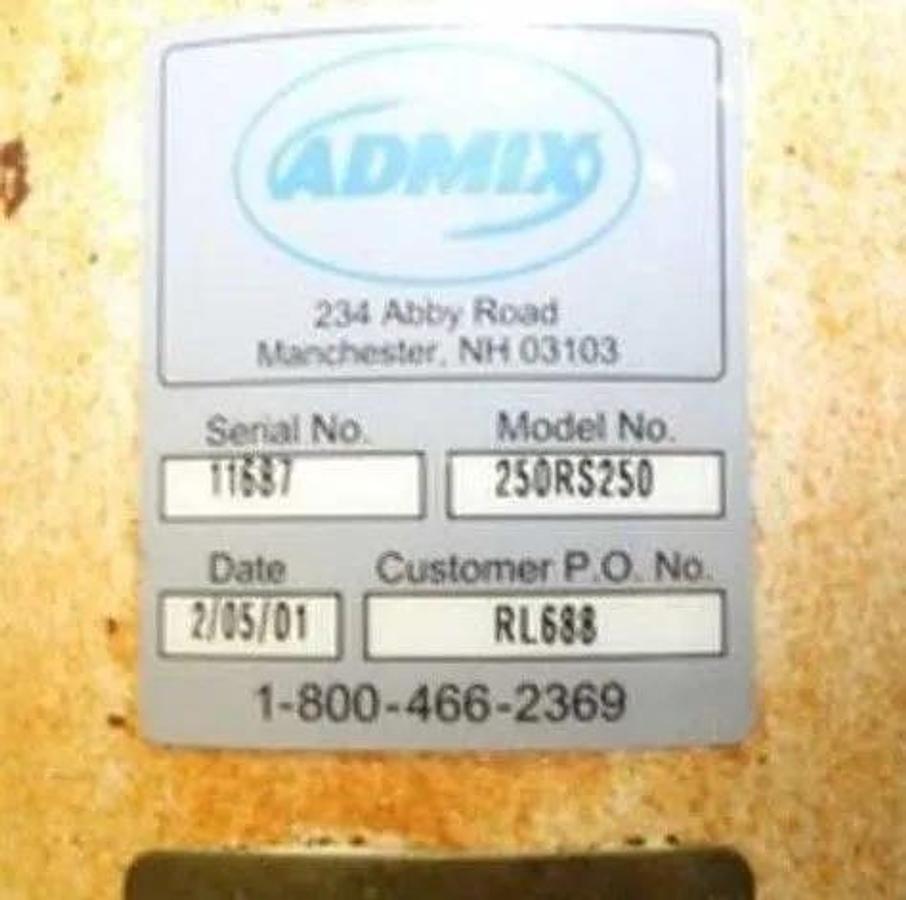 ADMIX
234 Abby Road
Manchester, NH 03103
Serial No. Model No.
11687 250RS250
Date Customer P.O. No.
2/05/01 RL688
1-800-466-2369